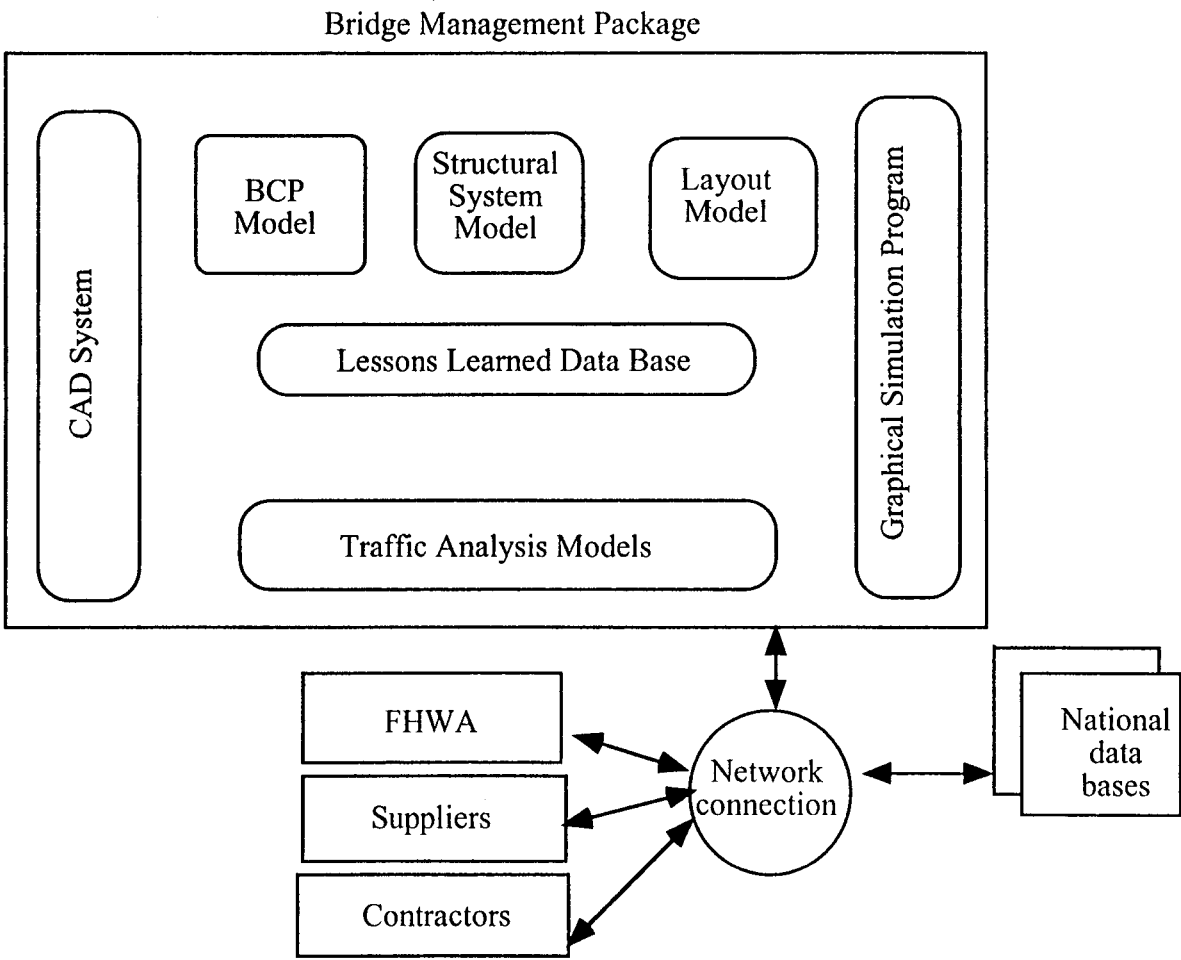 Bridge Management Package
CAD System
BCP
Model
Structural
System
Model
Layout
Model
Graphical Simulation Program
Lessons Learned Data Base
Traffic Analysis Models
FHWA
Suppliers
Contractors
Network
connection
National
data
bases